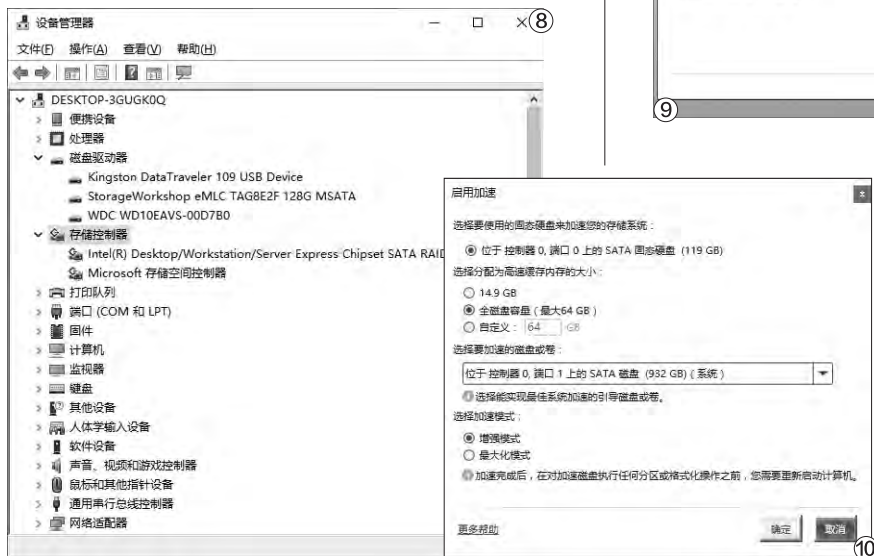 设备管理器
⑧
文件(F) 操作(A) 查看(V) 帮助(H)
DESKTOP-3GUGK0Q
便携设备
处理器
磁盘驱动器
Kingston DataTraveler 109 USB Device
StorageWorkshop eMLC TAG8E2F 128G MSATA
WDC WD10EAVS-00D7B0
存储控制器
Intel(R) Desktop/Workstation/Server Express Chipset SATA RAID
Microsoft 存储空间控制器
打印队列
端口 (COM 和 LPT)
固件
计算机
监视器
键盘
其他设备
人体学输入设备
软件设备
声音、视频和游戏控制器
鼠标和其他指针设备
通用串行总线控制器
网络适配器
⑨
启用加速
选择要使用的固态硬盘来加速您的存储系统:
位于 控制器 0, 端口 0 上的 SATA 固态硬盘 (119 GB)
选择分配为高速缓存内存的大小:
14.9 GB
全磁盘容量 ( 最大64 GB )
自定义: 64 GB
选择要加速的磁盘或卷:
位于 控制器 0, 端口 1 上的 SATA 磁盘 (932 GB) ( 系统 )
选择能实现最佳系统加速的引导磁盘或卷。
选择加速模式:
增强模式
最大化模式
加速完成后,在对加速磁盘执行任何分区或格式化操作之前,您需要重新启动计算机。
更多帮助
确定
取消
⑩